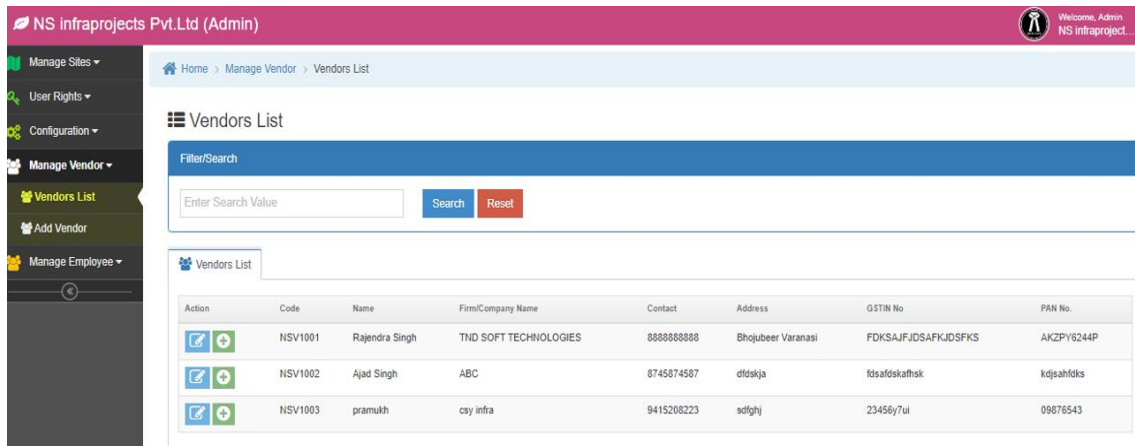 NS infraprojects Pvt.Ltd (Admin)
Welcome, Admin
NS infraproject...
Manage Sites
User Rights
Configuration
Manage Vendor
Vendors List
Add Vendor
Manage Employee
Home > Manage Vendor > Vendors List
Vendors List
Filter/Search
Enter Search Value Search Reset
Vendors List
Action Code Name Firm/Company Name Contact Address GSTIN No PAN No.
NSV1001 Rajendra Singh TND SOFT TECHNOLOGIES 8888888888 Bhojubeer Varanasi FDKSAJFJDSAFKJDSFKS AKZPY6244P
NSV1002 Ajad Singh ABC 8745874587 dfdskja fdsafdskafhsk kdjsahfdks
NSV1003 pramukh csy infra 9415208223 sdfghj 23456y7ui 09876543